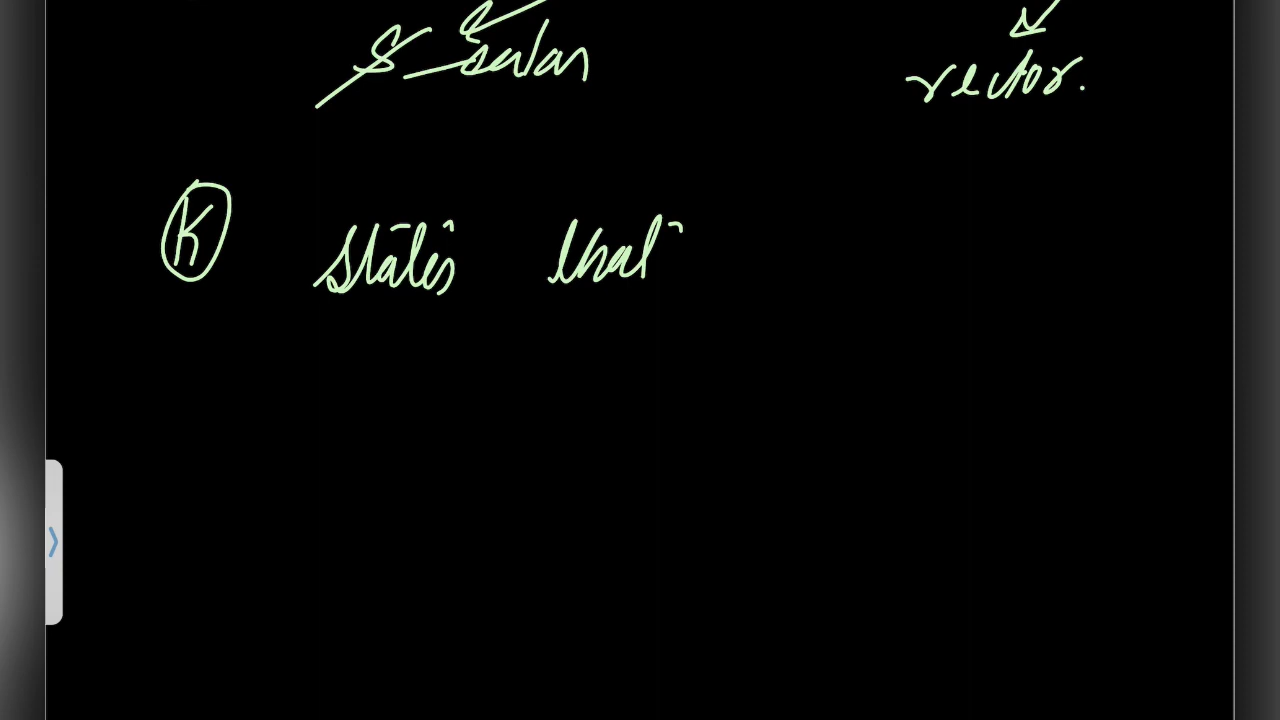 scalar
vector.
K states that